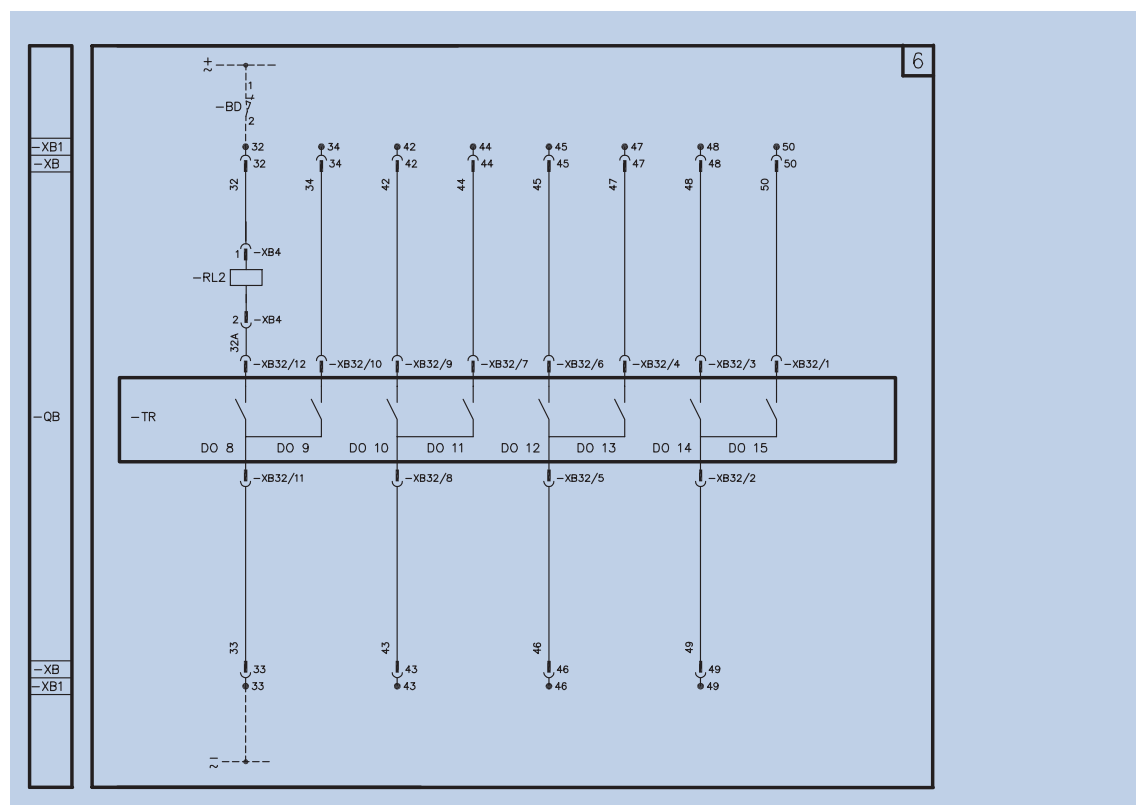 +
~
6
1
-BD
2
-XB1 32 34 42 44 45 47 48 50
-XB 32 34 42 44 45 47 48 50
32 34 42 44 45 47 48 50
1 -XB4
-RL2
2 -XB4
32A
-XB32/12 -XB32/10 -XB32/9 -XB32/7 -XB32/6 -XB32/4 -XB32/3 -XB32/1
-QB -TR
DO 8 DO 9 DO 10 DO 11 DO 12 DO 13 DO 14 DO 15
-XB32/11 -XB32/8 -XB32/5 -XB32/2
33 43 46 49
-XB 33 43 46 49
-XB1 33 43 46 49
-
~